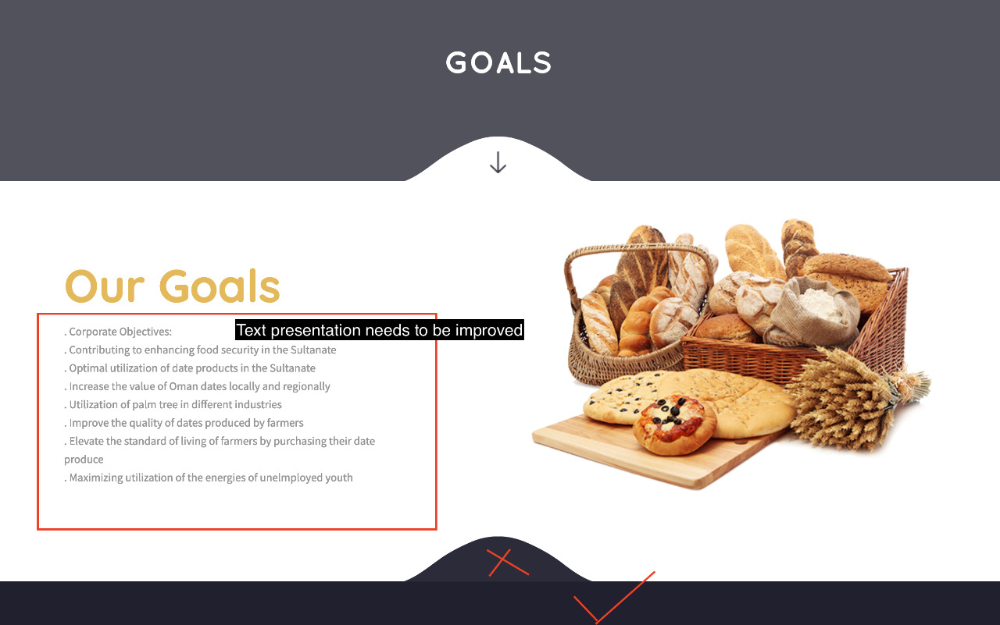 GOALS
Our Goals
Text presentation needs to be improved
. Corporate Objectives:
. Contributing to enhancing food security in the Sultanate
. Optimal utilization of date products in the Sultanate
. Increase the value of Oman dates locally and regionally
. Utilization of palm tree in different industries
. Improve the quality of dates produced by farmers
. Elevate the standard of living of farmers by purchasing their date
produce
. Maximizing utilization of the energies of unelmployed youth